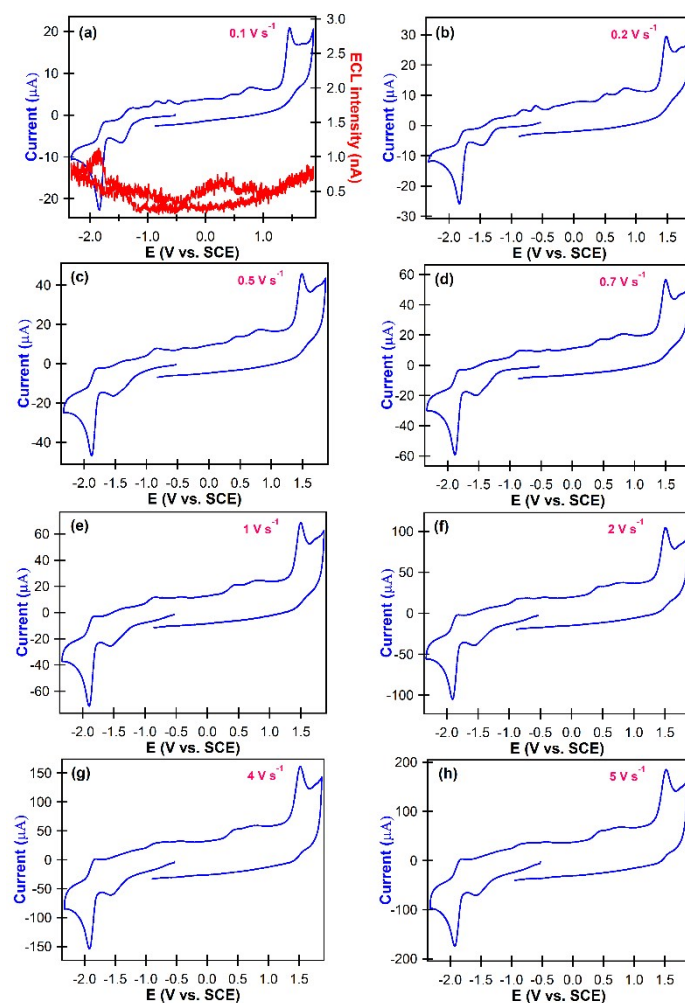 (a)
0.1 V s⁻¹
20
10
0
-10
-20
Current (μA)
3.0
2.5
2.0
1.5
1.0
0.5
ECL intensity (nA)
-2.0 -1.0 0.0 1.0
E (V vs. SCE)
(b)
0.2 V s⁻¹
30
20
10
0
-10
-20
-30
Current (μA)
-2.0 -1.5 -1.0 -0.5 0.0 0.5 1.0 1.5
E (V vs. SCE)
(c)
0.5 V s⁻¹
40
20
0
-20
-40
Current (μA)
-2.0 -1.5 -1.0 -0.5 0.0 0.5 1.0 1.5
E (V vs. SCE)
(d)
0.7 V s⁻¹
60
40
20
0
-20
-40
-60
Current (μA)
-2.0 -1.5 -1.0 -0.5 0.0 0.5 1.0 1.5
E (V vs. SCE)
(e)
1 V s⁻¹
60
40
20
0
-20
-40
-60
Current (μA)
-2.0 -1.5 -1.0 -0.5 0.0 0.5 1.0 1.5
E (V vs. SCE)
(f)
2 V s⁻¹
100
50
0
-50
-100
Current (μA)
-2.0 -1.5 -1.0 -0.5 0.0 0.5 1.0 1.5
E (V vs. SCE)
(g)
4 V s⁻¹
150
100
50
0
-50
-100
-150
Current (μA)
-2.0 -1.5 -1.0 -0.5 0.0 0.5 1.0 1.5
E (V vs. SCE)
(h)
5 V s⁻¹
200
100
0
-100
-200
Current (μA)
-2.0 -1.5 -1.0 -0.5 0.0 0.5 1.0 1.5
E (V vs. SCE)